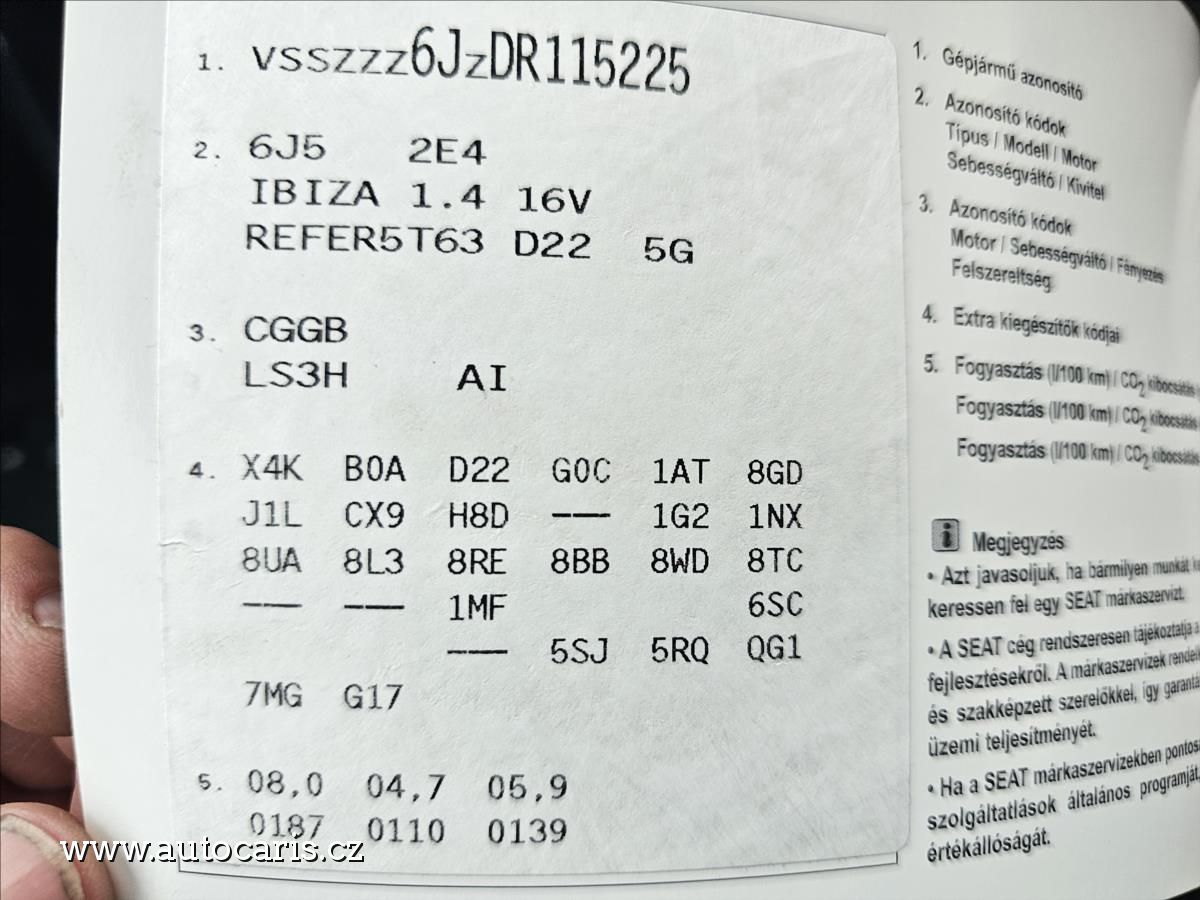 1. VSSZZZ6JZDR115225
2. 6J5 2E4
IBIZA 1.4 16V
REFER5T63 D22 5G
3. CGGB
LS3H AI
4. X4K B0A D22 G0C 1AT 8GD
J1L CX9 H8D --- 1G2 1NX
8UA 8L3 8RE 8BB 8WD 8TC
--- --- 1MF 6SC
--- 5SJ 5RQ QG1
7MG G17
5. 08,0 04,7 05,9
0187 0110 0139
www.autocaris.cz
1. Gépjármű azonosító
2. Azonosító kódok
Típus / Modell / Motor
Sebességváltó / Kivitel
3. Azonosító kódok
Motor / Sebességváltó / Fényezés
Felszereltség
4. Extra kiegészítők kódjai
5. Fogyasztás (l/100 km) / CO2 kibocsátás
Fogyasztás (l/100 km) / CO2 kibocsátás
Fogyasztás (l/100 km) / CO2 kibocsátás
i Megjegyzés
• Azt javasoljuk, ha bármilyen munkát
keressen fel egy SEAT márkaszervizt.
• A SEAT cég rendszeresen tájékoztatja a
fejlesztésekről. A márkaszervizek
és szakképzett szerelőkkel, így
üzemi teljesítményét.
• Ha a SEAT márkaszervizekben
szolgáltatlások általános programját,
értékállóságát.